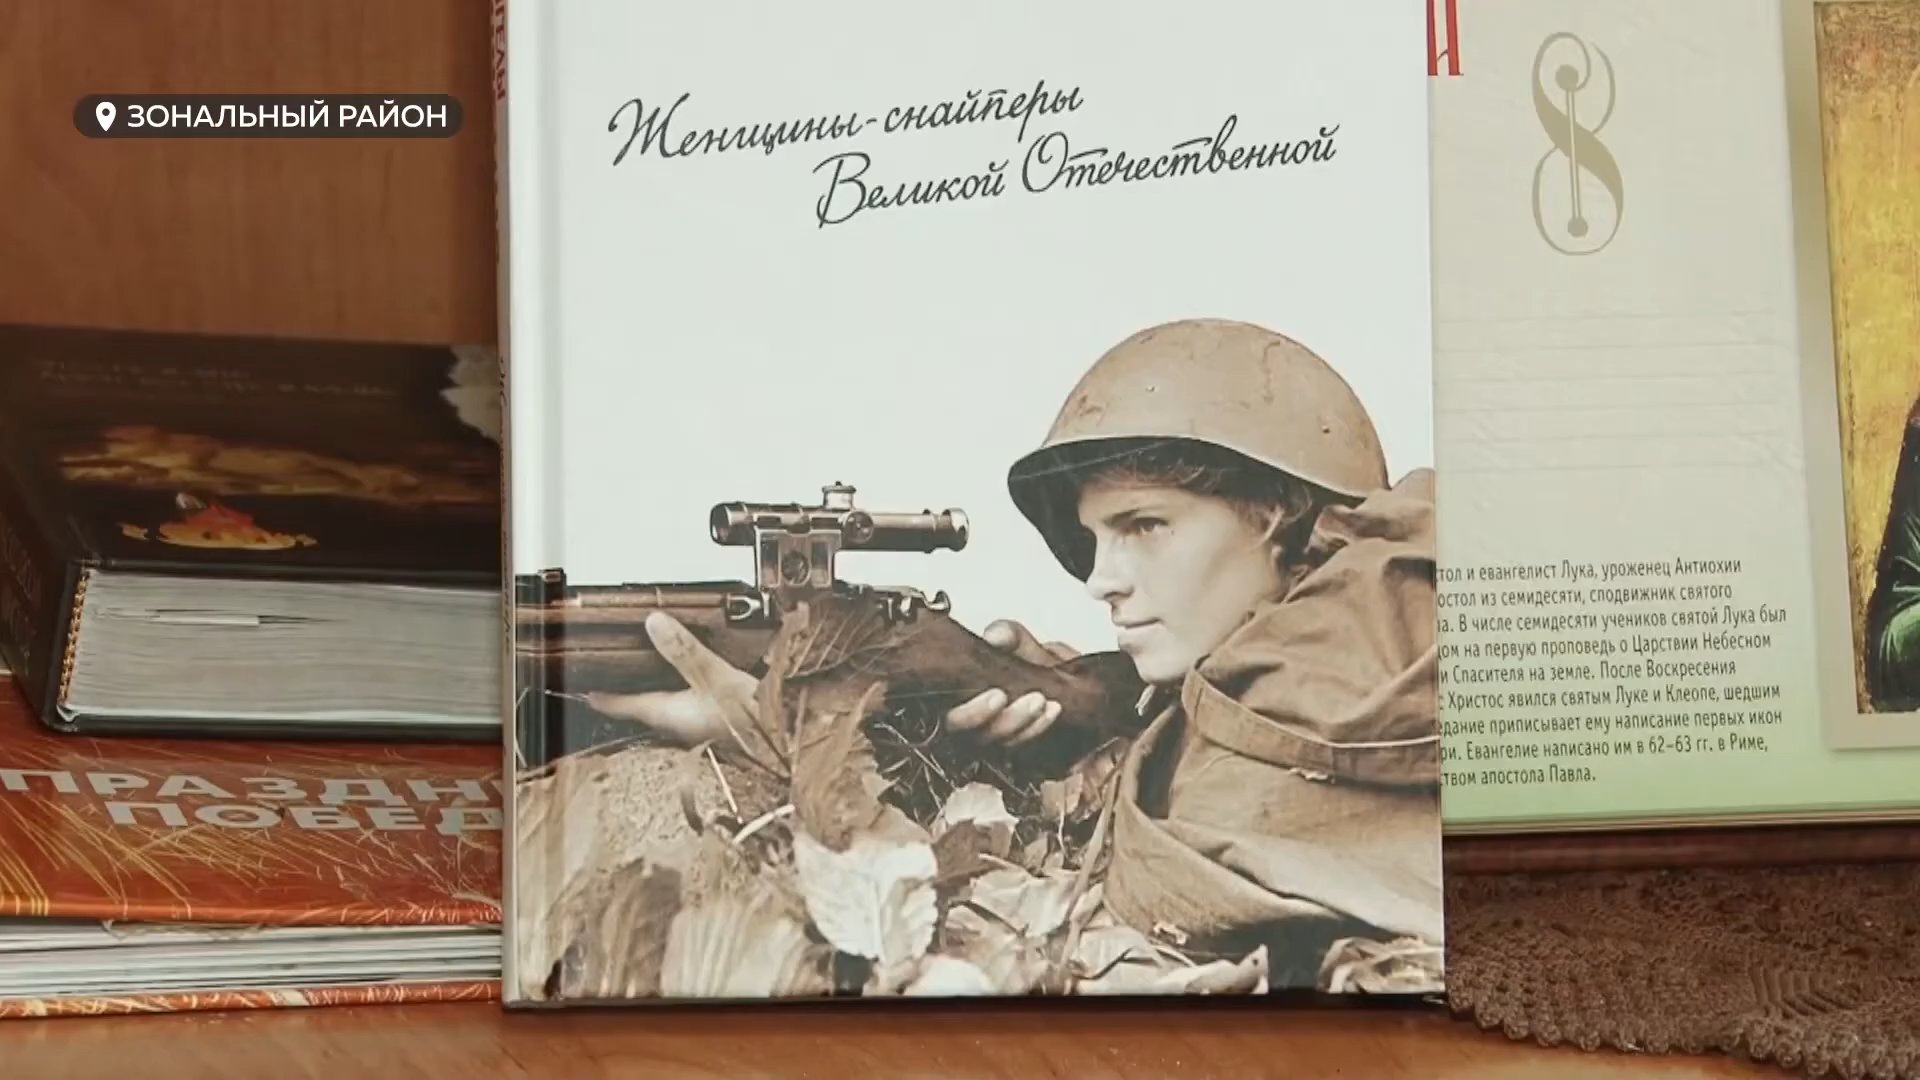 ЗОНАЛЬНЫЙ РАЙОН
Женщины-снайперы
Великой Отечественной
8
ПРАЗДН
ПОБЕД
стол и евангелист Лука, уроженец Антиохии
остол из семидесяти, сподвижник святого
ла. В числе семидесяти учеников святой Лука был
ом на первую проповедь о Царствии Небесном
и Спасителя на земле. После Воскресения
с Христос явился святым Луке и Клеопе, шедшим
едание приписывает ему написание первых икон
ри. Евангелие написано им в 62–63 гг. в Риме,
ством апостола Павла.